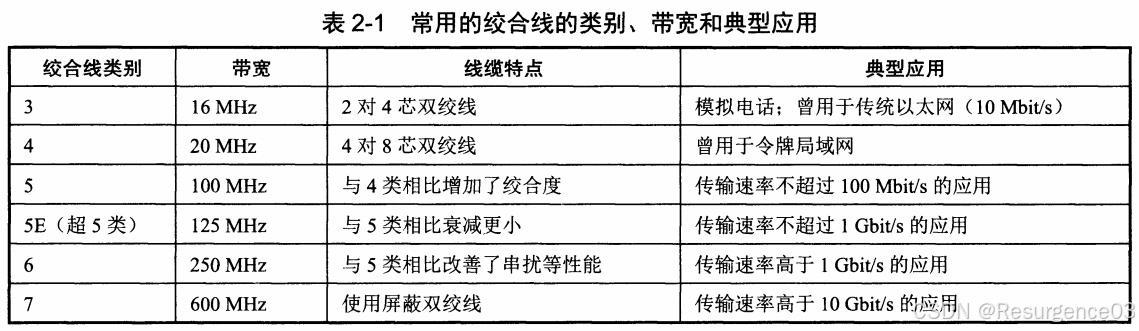 表 2-1 常用的绞合线的类别、带宽和典型应用
绞合线类别 带宽 线缆特点 典型应用
3 16 MHz 2 对 4 芯双绞线 模拟电话；曾用于传统以太网（10 Mbit/s）
4 20 MHz 4 对 8 芯双绞线 曾用于令牌局域网
5 100 MHz 与 4 类相比增加了绞合度 传输速率不超过 100 Mbit/s 的应用
5E（超 5 类） 125 MHz 与 5 类相比衰减更小 传输速率不超过 1 Gbit/s 的应用
6 250 MHz 与 5 类相比改善了串扰等性能 传输速率高于 1 Gbit/s 的应用
7 600 MHz 使用屏蔽双绞线 传输速率高于 10 Gbit/s 的应用
CSDN @Resurgence03